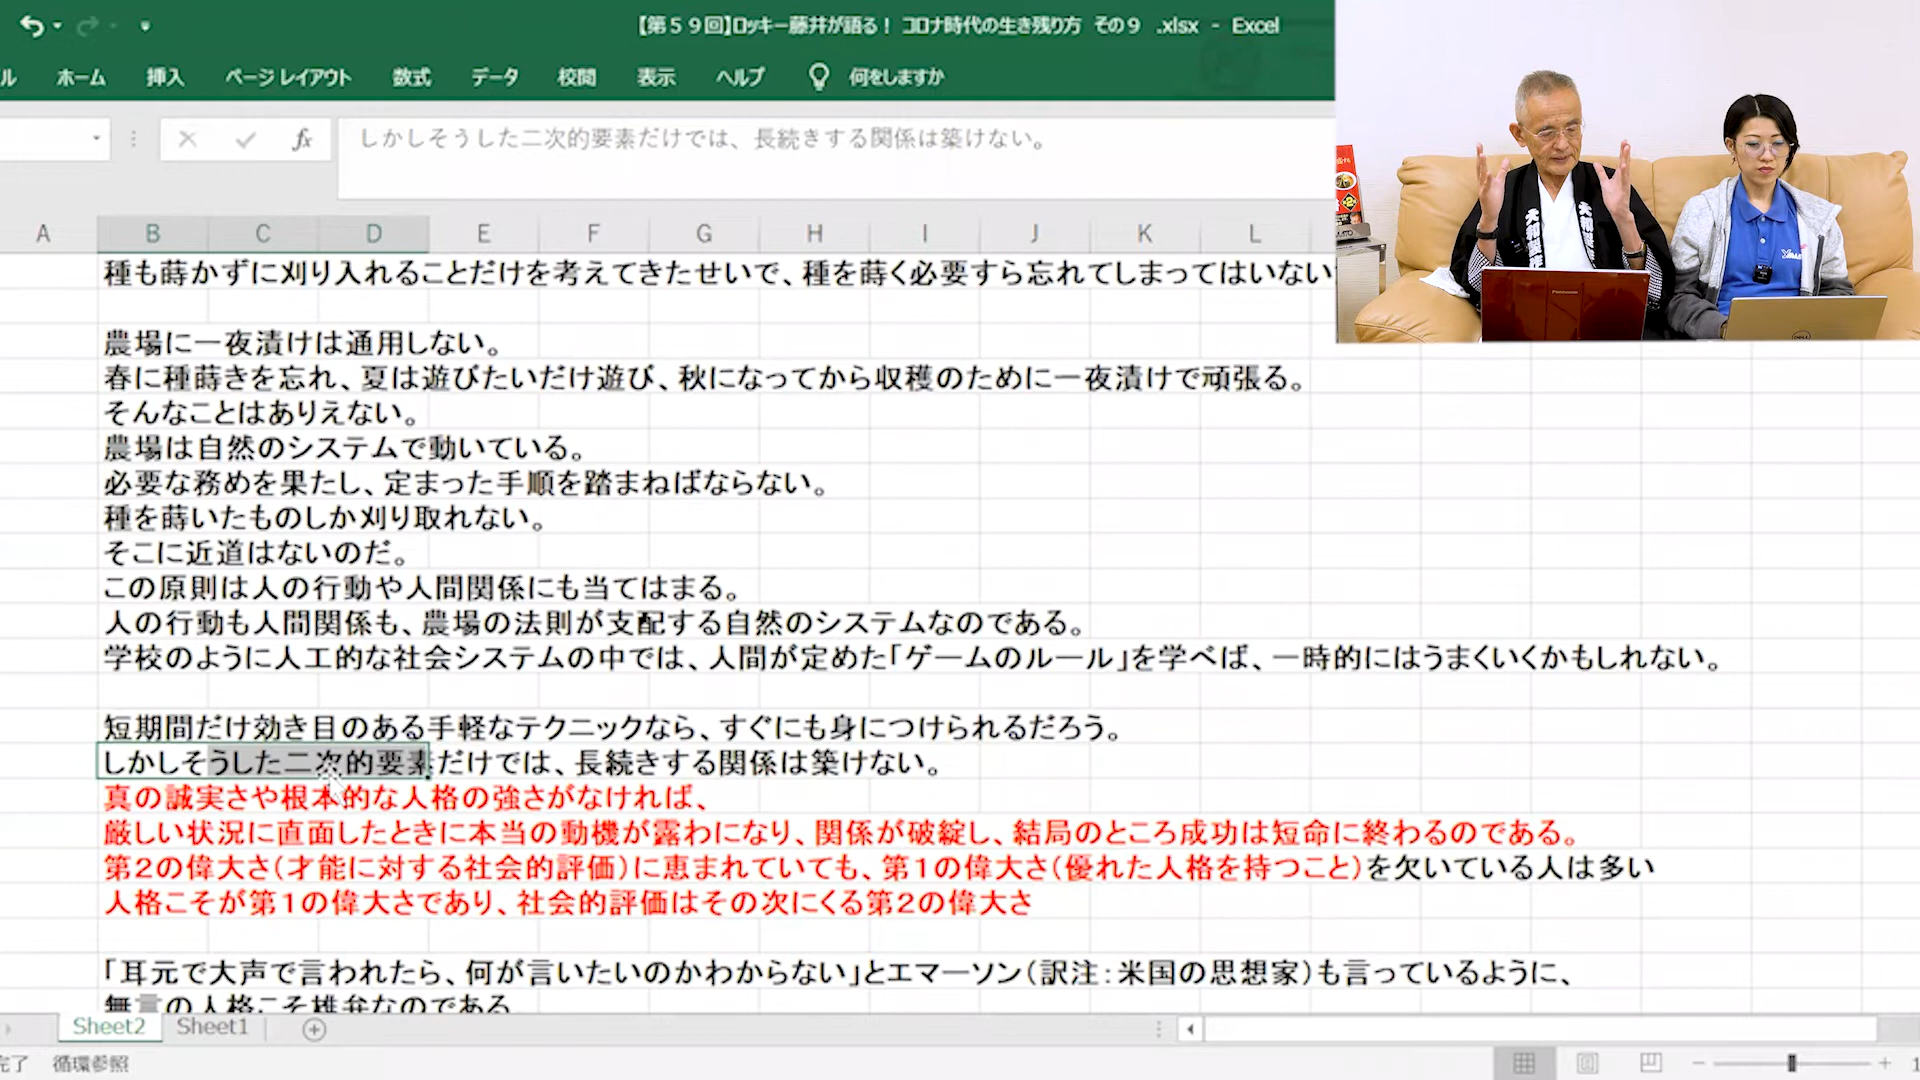 【第５９回】ロッキー藤井が語る！ コロナ時代の生き残り方 その９ .xlsx - Excel
ル ホーム 挿入 ページ レイアウト 数式 データ 校閲 表示 ヘルプ 何をしますか
fx しかしそうした二次的要素だけでは、長続きする関係は築けない。
A B C D E F G H I J K L
種も蒔かずに刈り入れることだけを考えてきたせいで、種を蒔く必要すら忘れてしまってはいない
農場に一夜漬けは通用しない。
春に種蒔きを忘れ、夏は遊びたいだけ遊び、秋になってから収穫のために一夜漬けで頑張る。
そんなことはありえない。
農場は自然のシステムで動いている。
必要な務めを果たし、定まった手順を踏まねばならない。
種を蒔いたものしか刈り取れない。
そこに近道はないのだ。
この原則は人の行動や人間関係にも当てはまる。
人の行動も人間関係も、農場の法則が支配する自然のシステムなのである。
学校のように人工的な社会システムの中では、人間が定めた「ゲームのルール」を学べば、一時的にはうまくいくかもしれない。
短期間だけ効き目のある手軽なテクニックなら、すぐにも身につけられるだろう。
しかしそうした二次的要素だけでは、長続きする関係は築けない。
真の誠実さや根本的な人格の強さがなければ、
厳しい状況に直面したときに本当の動機が露わになり、関係が破綻し、結局のところ成功は短命に終わるのである。
第２の偉大さ（才能に対する社会的評価）に恵まれていても、第１の偉大さ（優れた人格を持つこと）を欠いている人は多い
人格こそが第１の偉大さであり、社会的評価はその次にくる第２の偉大さ
「耳元で大声で言われたら、何が言いたいのかわからない」とエマーソン（訳注：米国の思想家）も言っているように、
無言の人格こそ雄弁なのである。
Sheet2 Sheet1
完了 循環参照